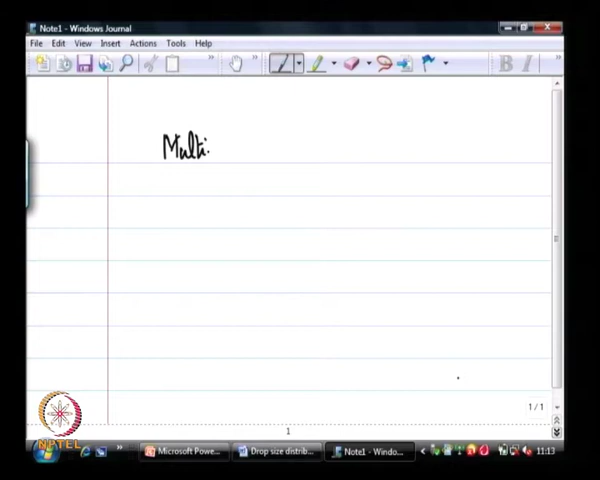 Note1 - Windows Journal
File Edit View Insert Actions Tools Help
B I
Multi
1/1
1
NPTEL
Microsoft Powe...
Drop size distrib...
Note1 - Windo...
11:13